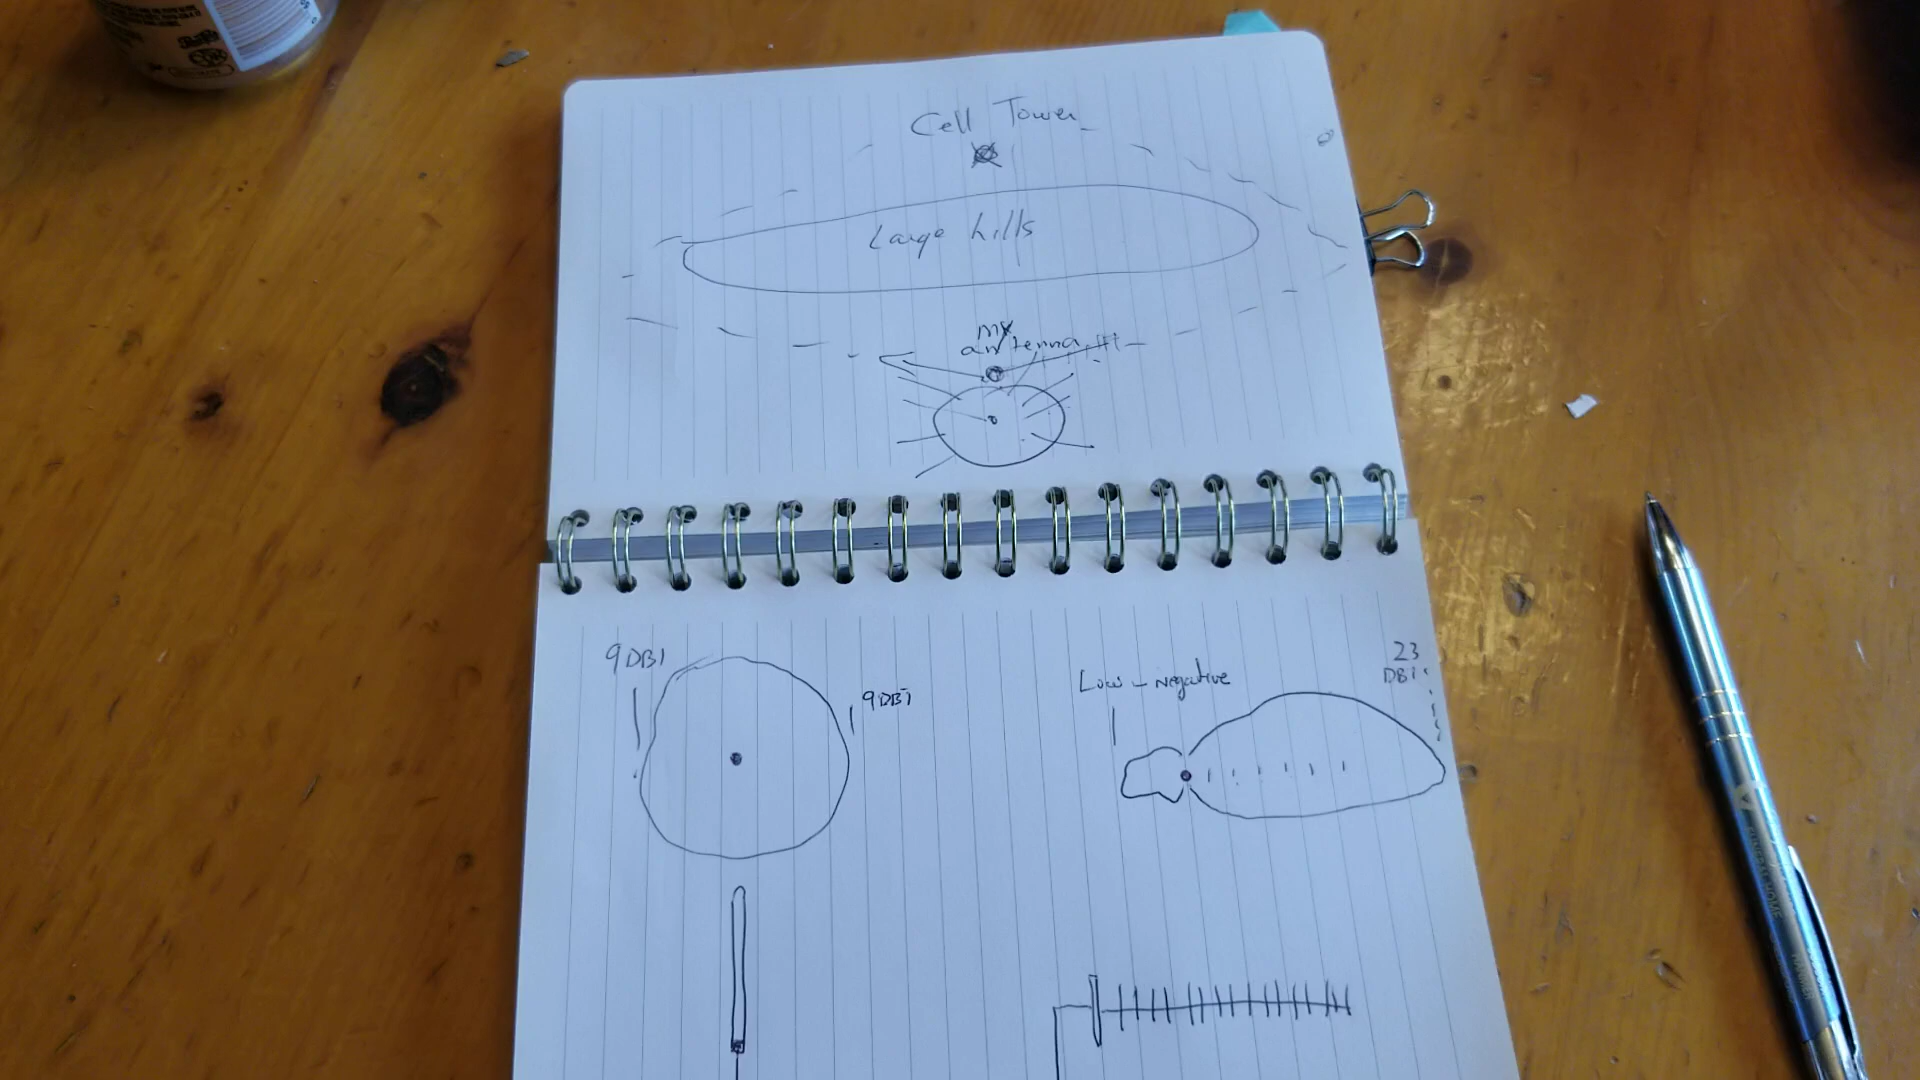 Cell Tower
Large hills
my
antenna
9DBI
9DBI
Low - Negative
23
DBI